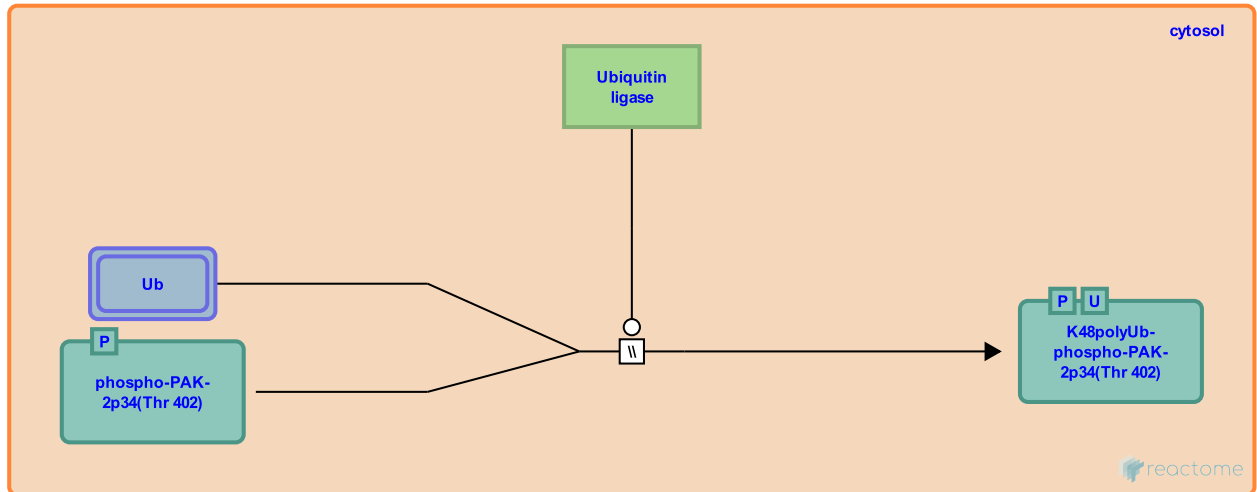 cytosol
Ubiquitin
ligase
Ub
P
phospho-PAK-
2p34(Thr 402)
\\
P U
K48polyUb-
phospho-PAK-
2p34(Thr 402)
reactome